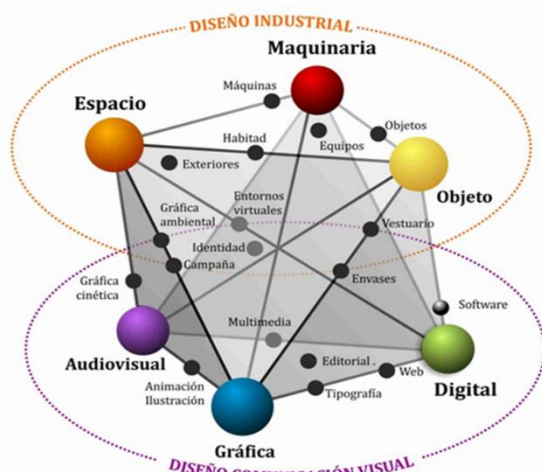 DISEÑO INDUSTRIAL
Maquinaria
Máquinas
Espacio
Objetos
Habitad
Equipos
Exteriores
Objeto
Entornos
virtuales
Gráfica
ambiental
Vestuario
Identidad
Campaña
Envases
Gráfica
cinética
Software
Multimedia
Audiovisual
Editorial .
Web
Digital
Animación
Ilustración
Tipografía
Gráfica
DISEÑO COMUNICACIÓN VISUAL